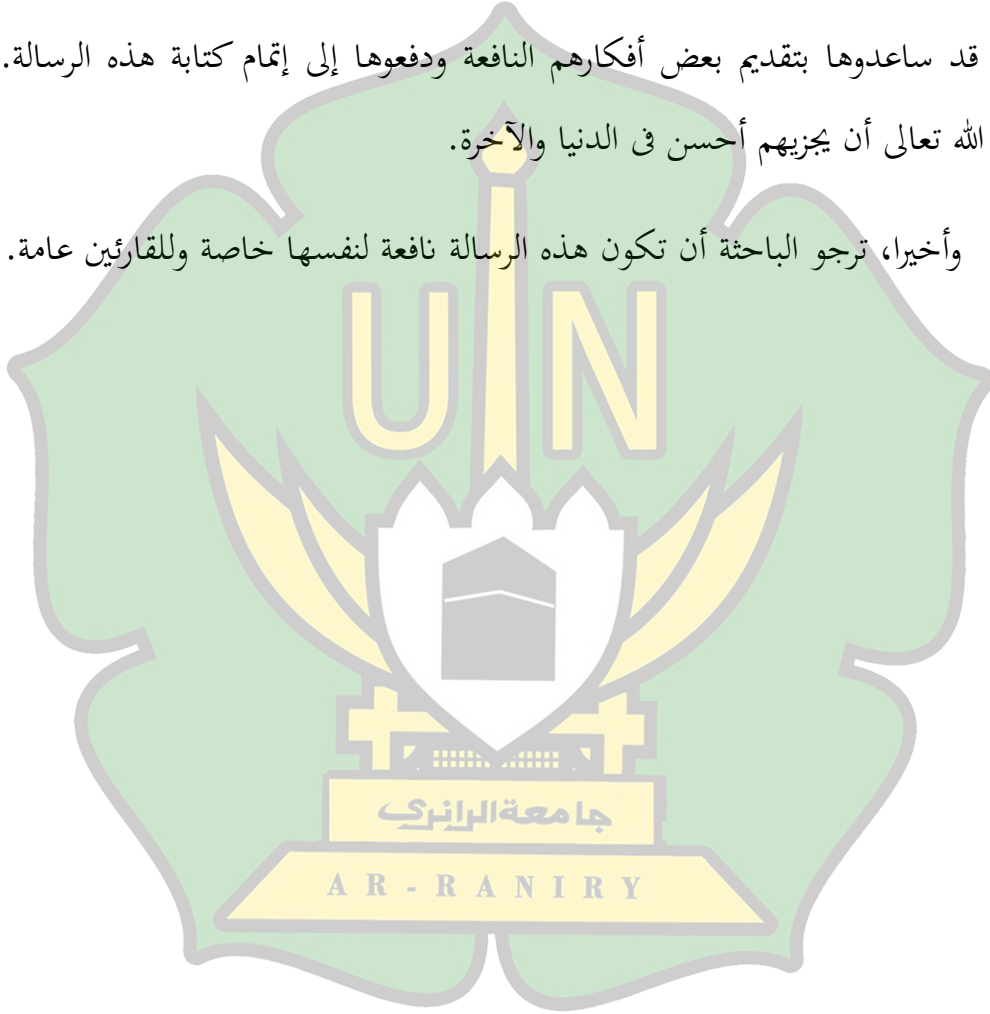 قد ساعدوها بتقديم بعض أفكارهم النافعة ودفعوها إلى إتمام كتابة هذه الرسالة.
الله تعالى أن يجزيهم أحسن فى الدنيا والآخرة.
وأخيرا، ترجو الباحثة أن تكون هذه الرسالة نافعة لنفسها خاصة وللقارئين عامة.
UIN
جامعة الرانري
AR-RANIRY